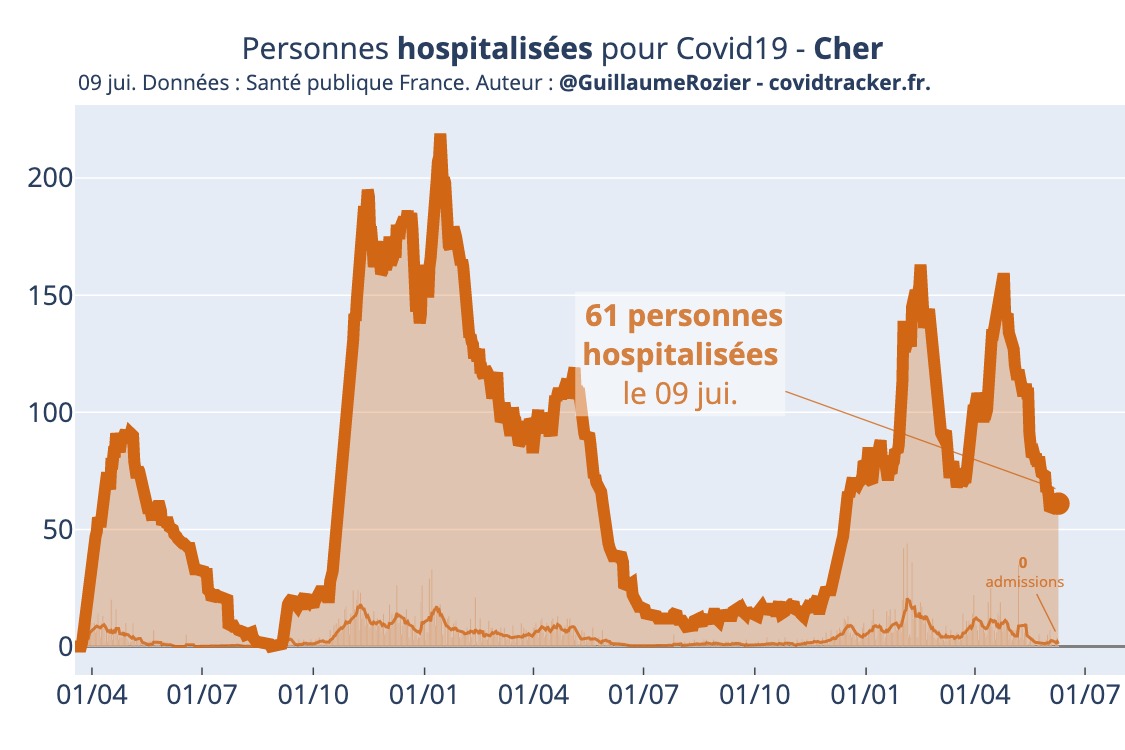 Personnes hospitalisées pour Covid19 - Cher
09 jui. Données : Santé publique France. Auteur : @GuillaumeRozier - covidtracker.fr.
200
150
61 personnes
hospitalisées
le 09 jui.
100
50
0
admissions
0
01/04 01/07 01/10 01/01 01/04 01/07 01/10 01/01 01/04 01/07